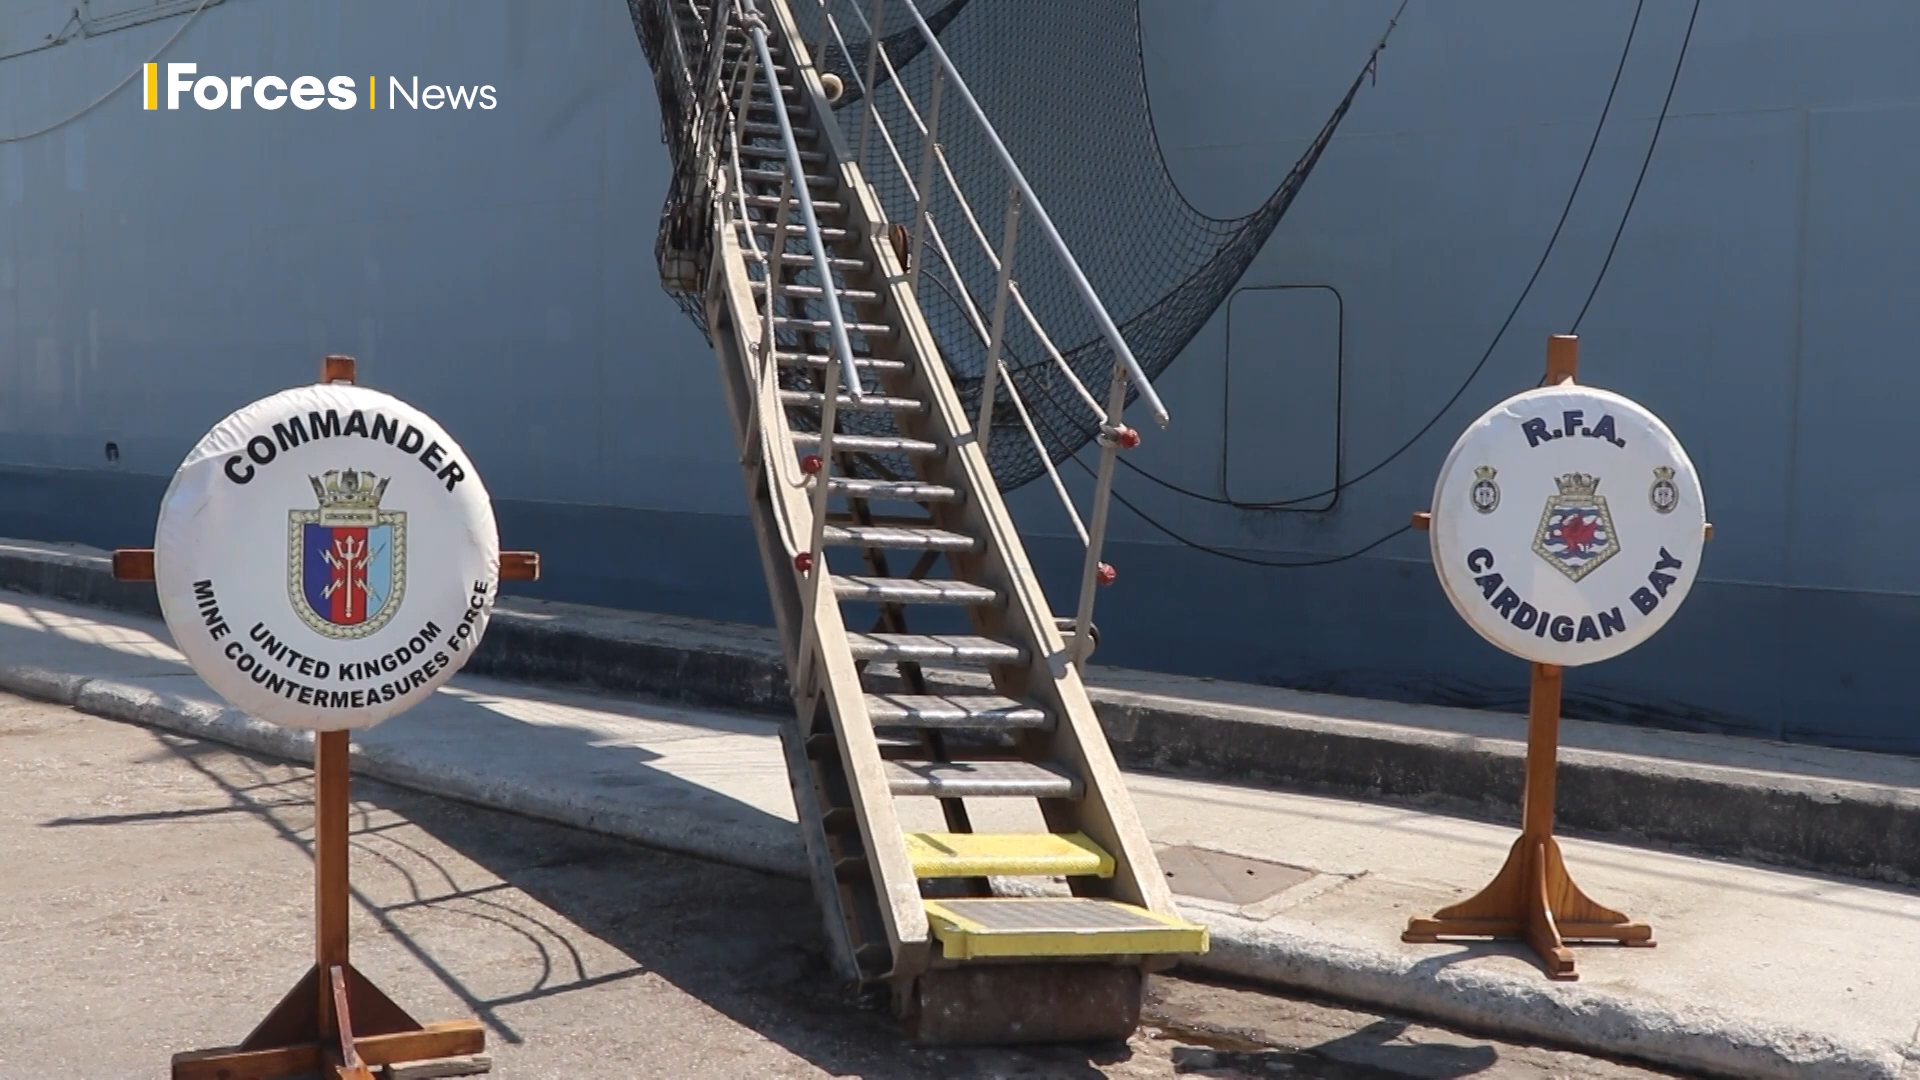 Forces News
COMMANDER
UNITED KINGDOM
MINE COUNTERMEASURES FORCE
R.F.A.
CARDIGAN BAY